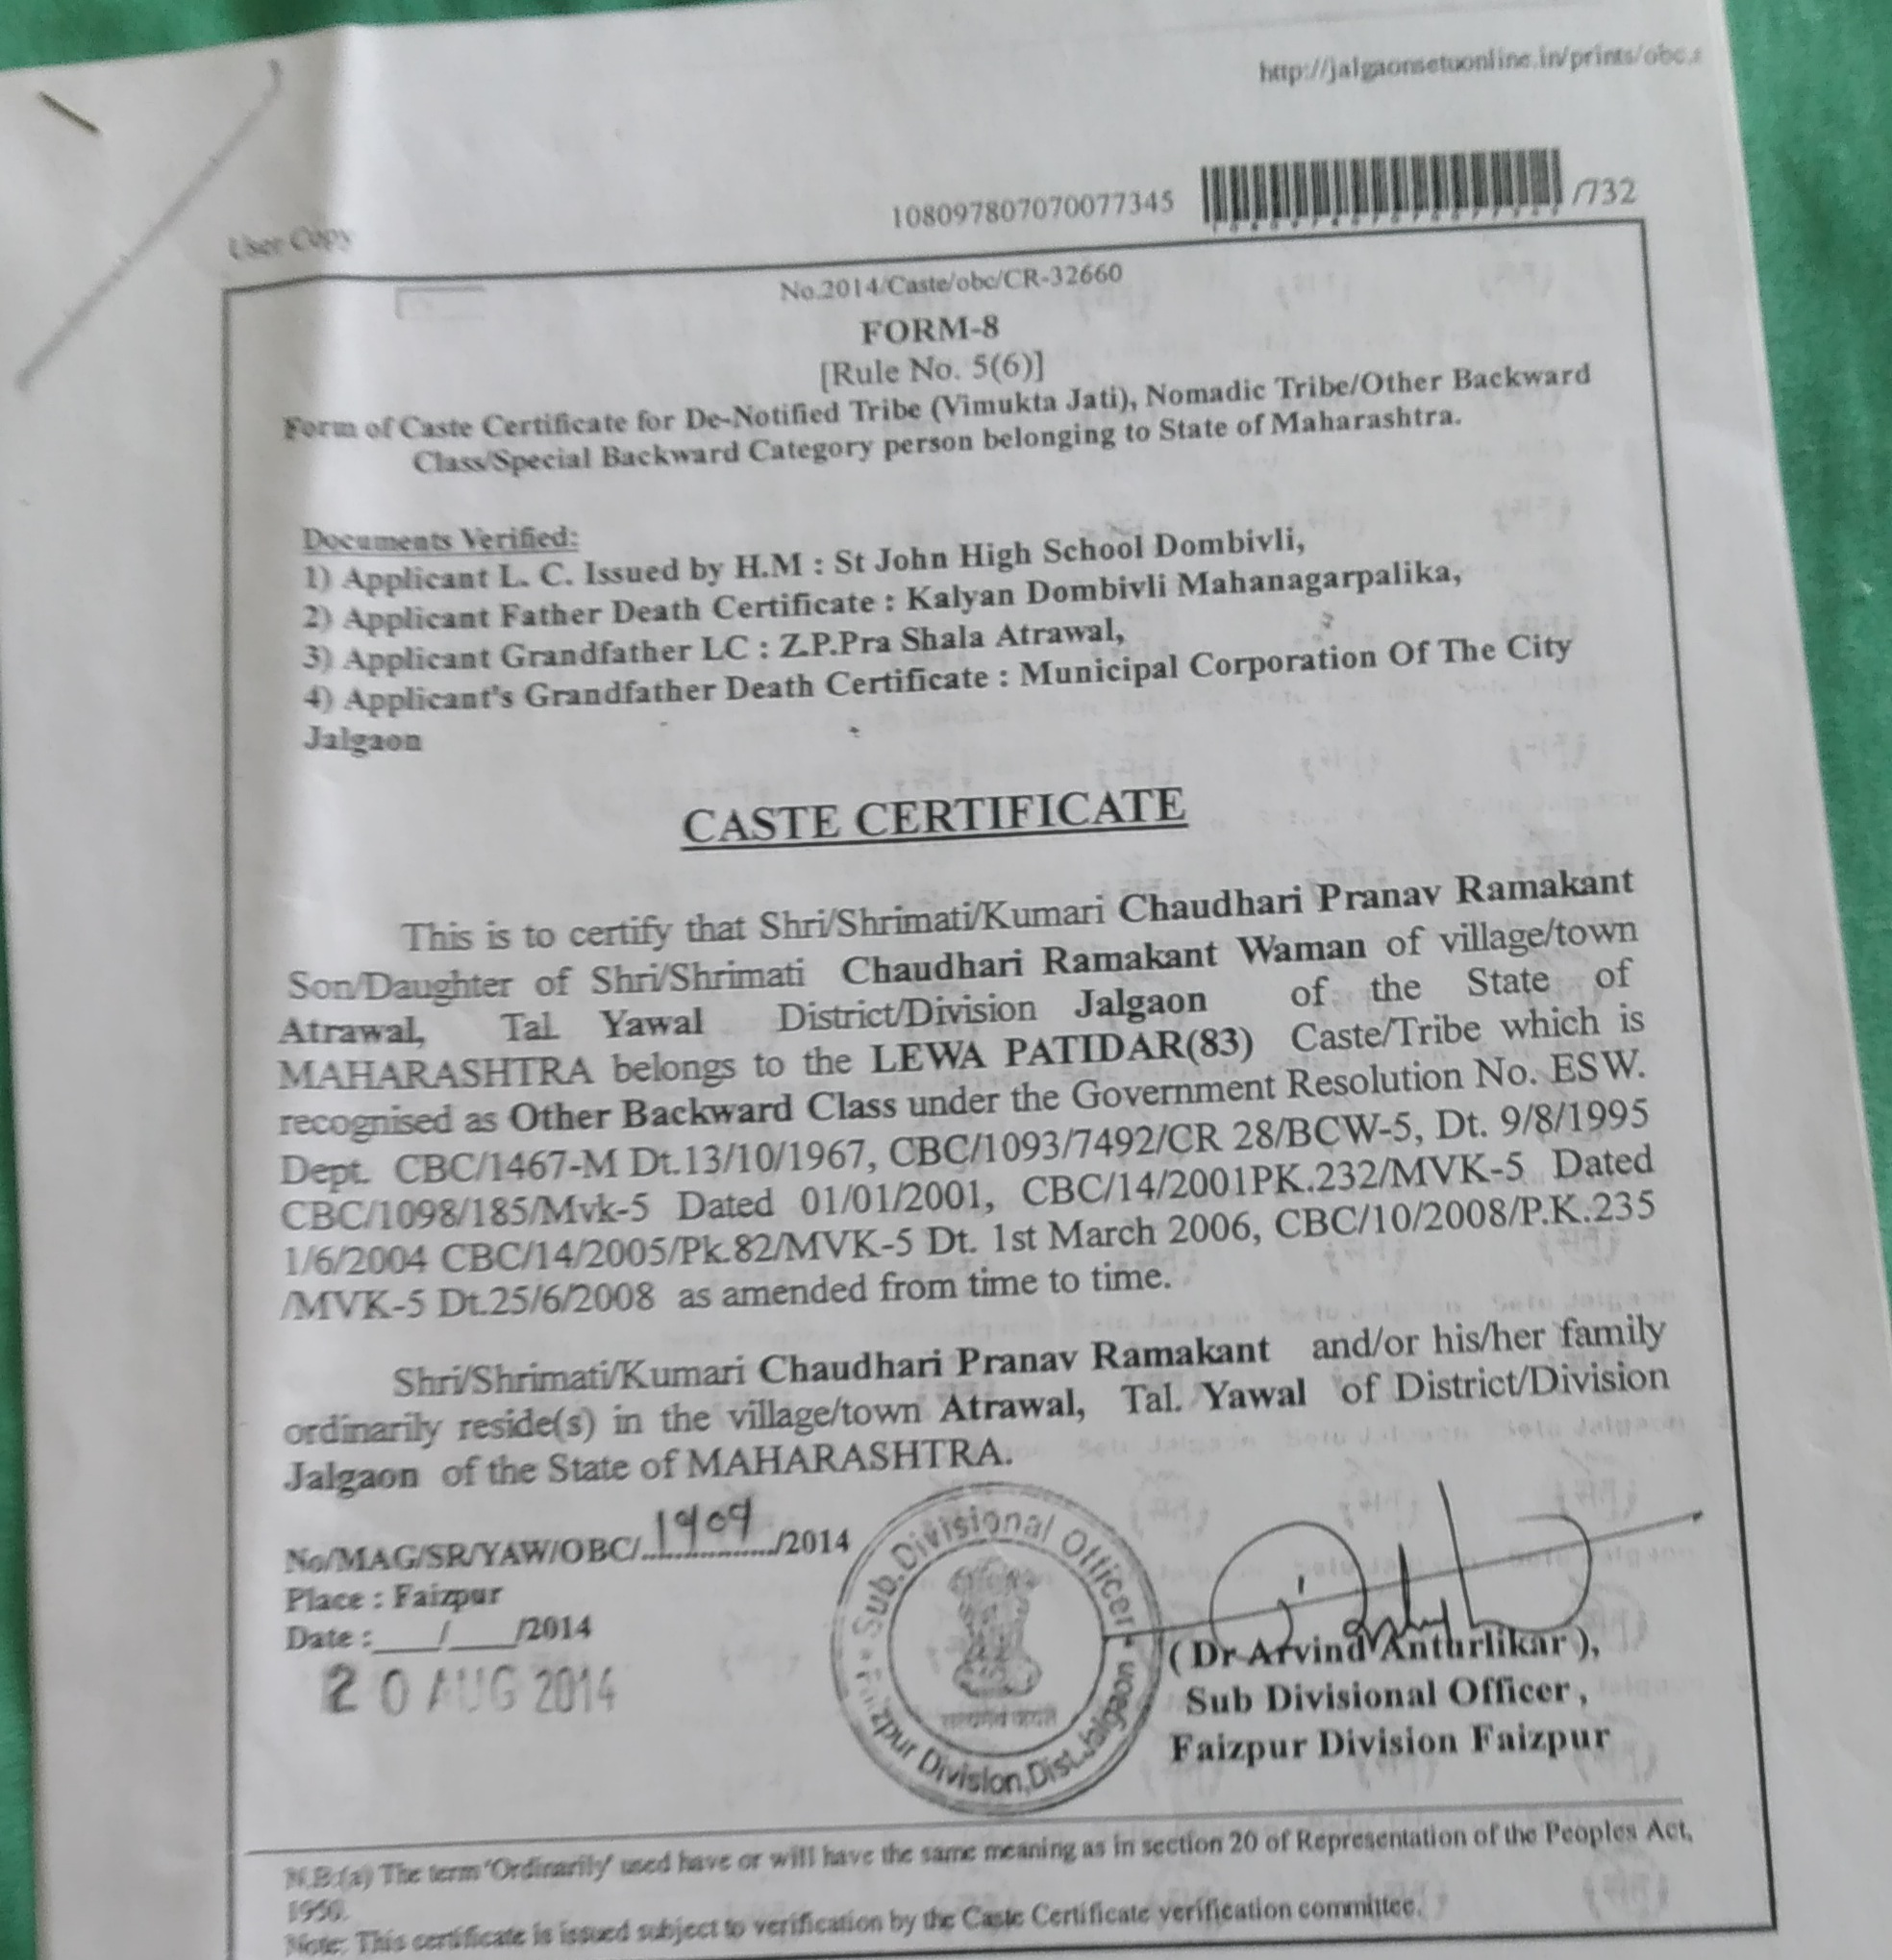 http://jalgaonsetuonline.in/prints/obc.a
108097807070077345 /732
User Copy
No.2014/Caste/obc/CR-32660
FORM-8
[Rule No. 5(6)]
Form of Caste Certificate for De-Notified Tribe (Vimukta Jati), Nomadic Tribe/Other Backward
Class/Special Backward Category person belonging to State of Maharashtra.
Documents Verified:
1) Applicant L. C. Issued by H.M : St John High School Dombivli,
2) Applicant Father Death Certificate : Kalyan Dombivli Mahanagarpalika,
3) Applicant Grandfather LC : Z.P.Pra Shala Atrawal,
4) Applicant's Grandfather Death Certificate : Municipal Corporation Of The City
Jalgaon
CASTE CERTIFICATE
This is to certify that Shri/Shrimati/Kumari Chaudhari Pranav Ramakant
Son/Daughter of Shri/Shrimati Chaudhari Ramakant Waman of village/town
Atrawal, Tal. Yawal District/Division Jalgaon of the State of
MAHARASHTRA belongs to the LEWA PATIDAR(83) Caste/Tribe which is
recognised as Other Backward Class under the Government Resolution No. ESW.
Dept. CBC/1467-M Dt.13/10/1967, CBC/1093/7492/CR 28/BCW-5, Dt. 9/8/1995
CBC/1098/185/Mvk-5 Dated 01/01/2001, CBC/14/2001PK.232/MVK-5 Dated
1/6/2004 CBC/14/2005/Pk.82/MVK-5 Dt. 1st March 2006, CBC/10/2008/P.K.235
/MVK-5 Dt.25/6/2008 as amended from time to time.
Shri/Shrimati/Kumari Chaudhari Pranav Ramakant and/or his/her family
ordinarily reside(s) in the village/town Atrawal, Tal. Yawal of District/Division
Jalgaon of the State of MAHARASHTRA.
No/MAG/SR/YAW/OBC/1909/2014
Place : Faizpur
Date :___/___/2014
20 AUG 2014
Sub. Divisional Officer
Faizpur Division, Dist. Jalgaon
सत्यमेव जयते
( Dr Arvind Anturlikar ),
Sub Divisional Officer ,
Faizpur Division Faizpur
N.B.(a) The term 'Ordinarily' used have or will have the same meaning as in section 20 of Representation of the Peoples Act,
1950.
Note: This certificate is issued subject to verification by the Caste Certificate verification committee.